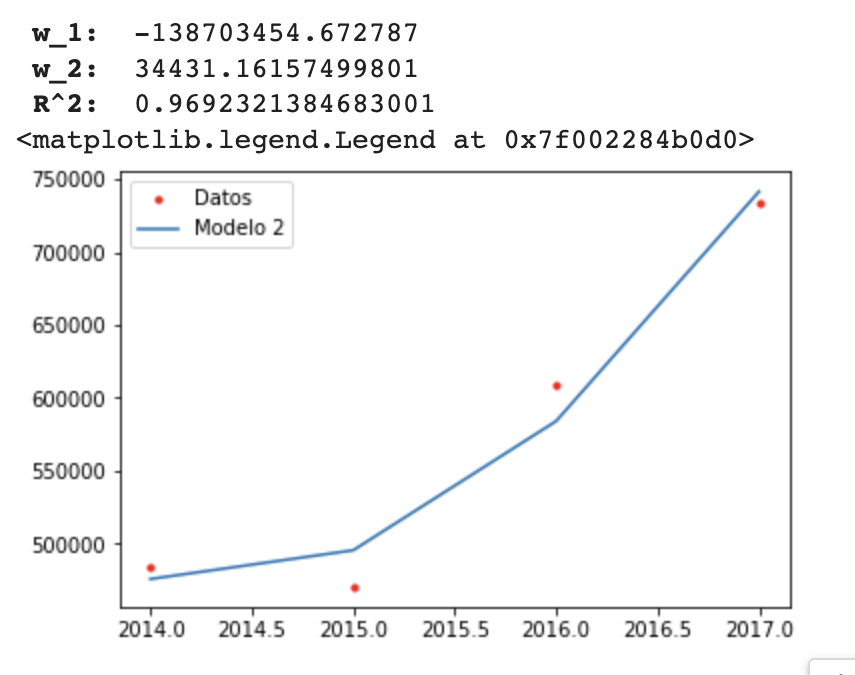 w_1: -138703454.672787
w_2: 34431.16157499801
R^2: 0.9692321384683001
<matplotlib.legend.Legend at 0x7f002284b0d0>
750000
700000
650000
600000
550000
500000
Datos
Modelo 2
2014.0 2014.5 2015.0 2015.5 2016.0 2016.5 2017.0